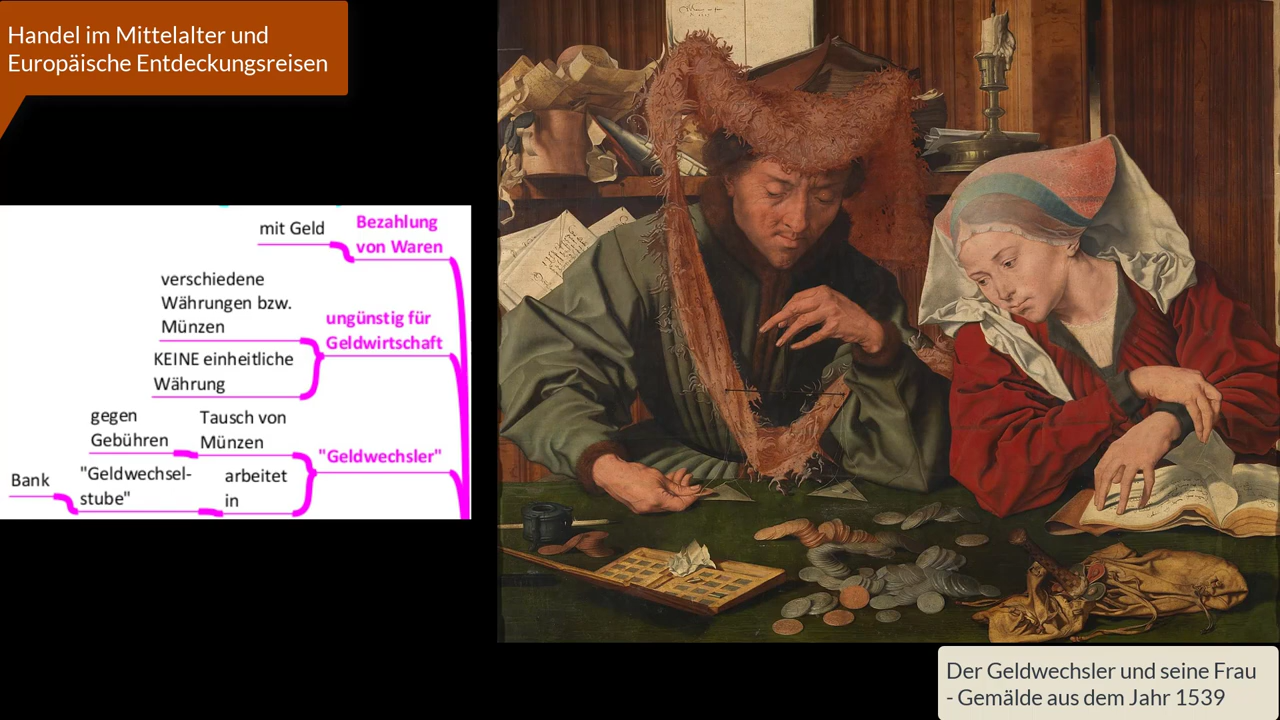 Handel im Mittelalter und
Europäische Entdeckungsreisen
mit Geld
Bezahlung
von Waren
verschiedene
Währungen bzw.
Münzen
KEINE einheitliche
Währung
ungünstig für
Geldwirtschaft
gegen
Gebühren
Tausch von
Münzen
Bank
"Geldwechsel-
stube"
arbeitet
in
"Geldwechsler"
Der Geldwechsler und seine Frau
- Gemälde aus dem Jahr 1539